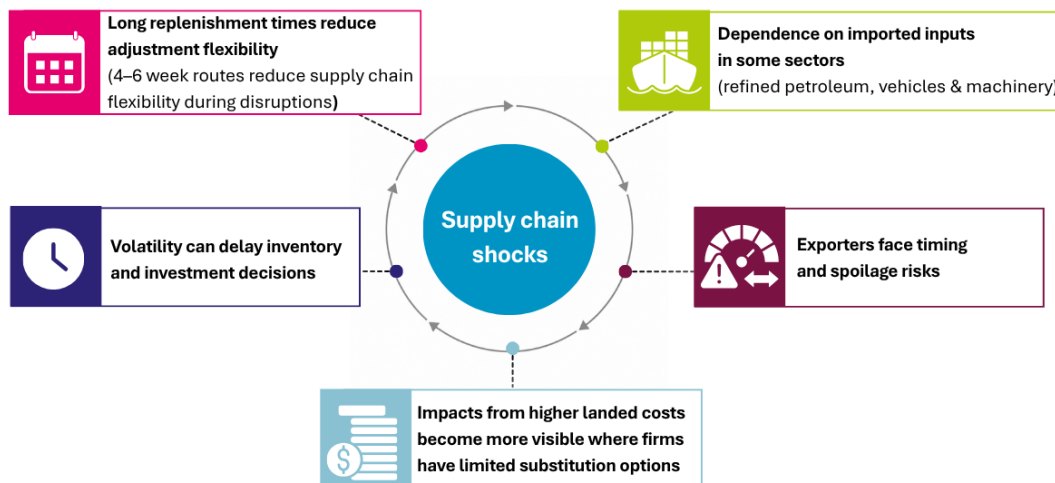 Long replenishment times reduce
adjustment flexibility
(4–6 week routes reduce supply chain
flexibility during disruptions)
Dependence on imported inputs
in some sectors
(refined petroleum, vehicles & machinery)
Supply chain
shocks
Volatility can delay inventory
and investment decisions
Exporters face timing
and spoilage risks
Impacts from higher landed costs
become more visible where firms
have limited substitution options
$
!